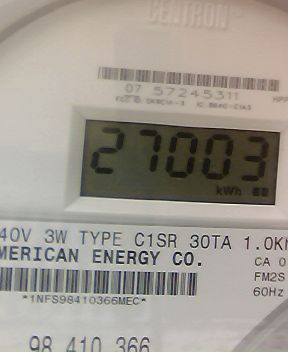 CENTRON
07 57245311
27003
kWh
40V 3W TYPE C1SR 30TA 1.0K
MERICAN ENERGY CO.
CA 0
FM2S
*1NFS98410366MEC*
60Hz
98 410 366